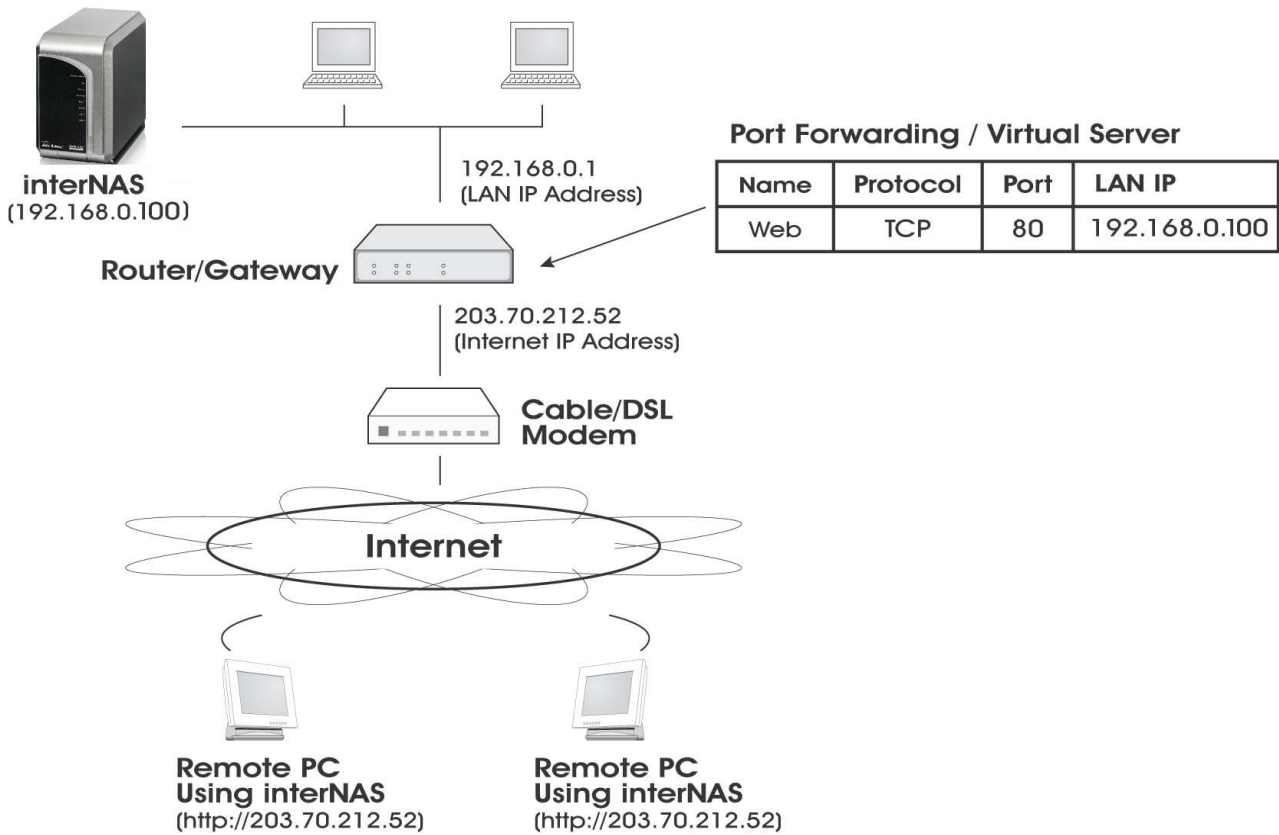 interNAS
(192.168.0.100)
192.168.0.1
(LAN IP Address)
Port Forwarding / Virtual Server
Name Protocol Port LAN IP
Web TCP 80 192.168.0.100
Router/Gateway
203.70.212.52
(Internet IP Address)
Cable/DSL
Modem
Internet
Remote PC
Using interNAS
(http://203.70.212.52)
Remote PC
Using interNAS
(http://203.70.212.52)